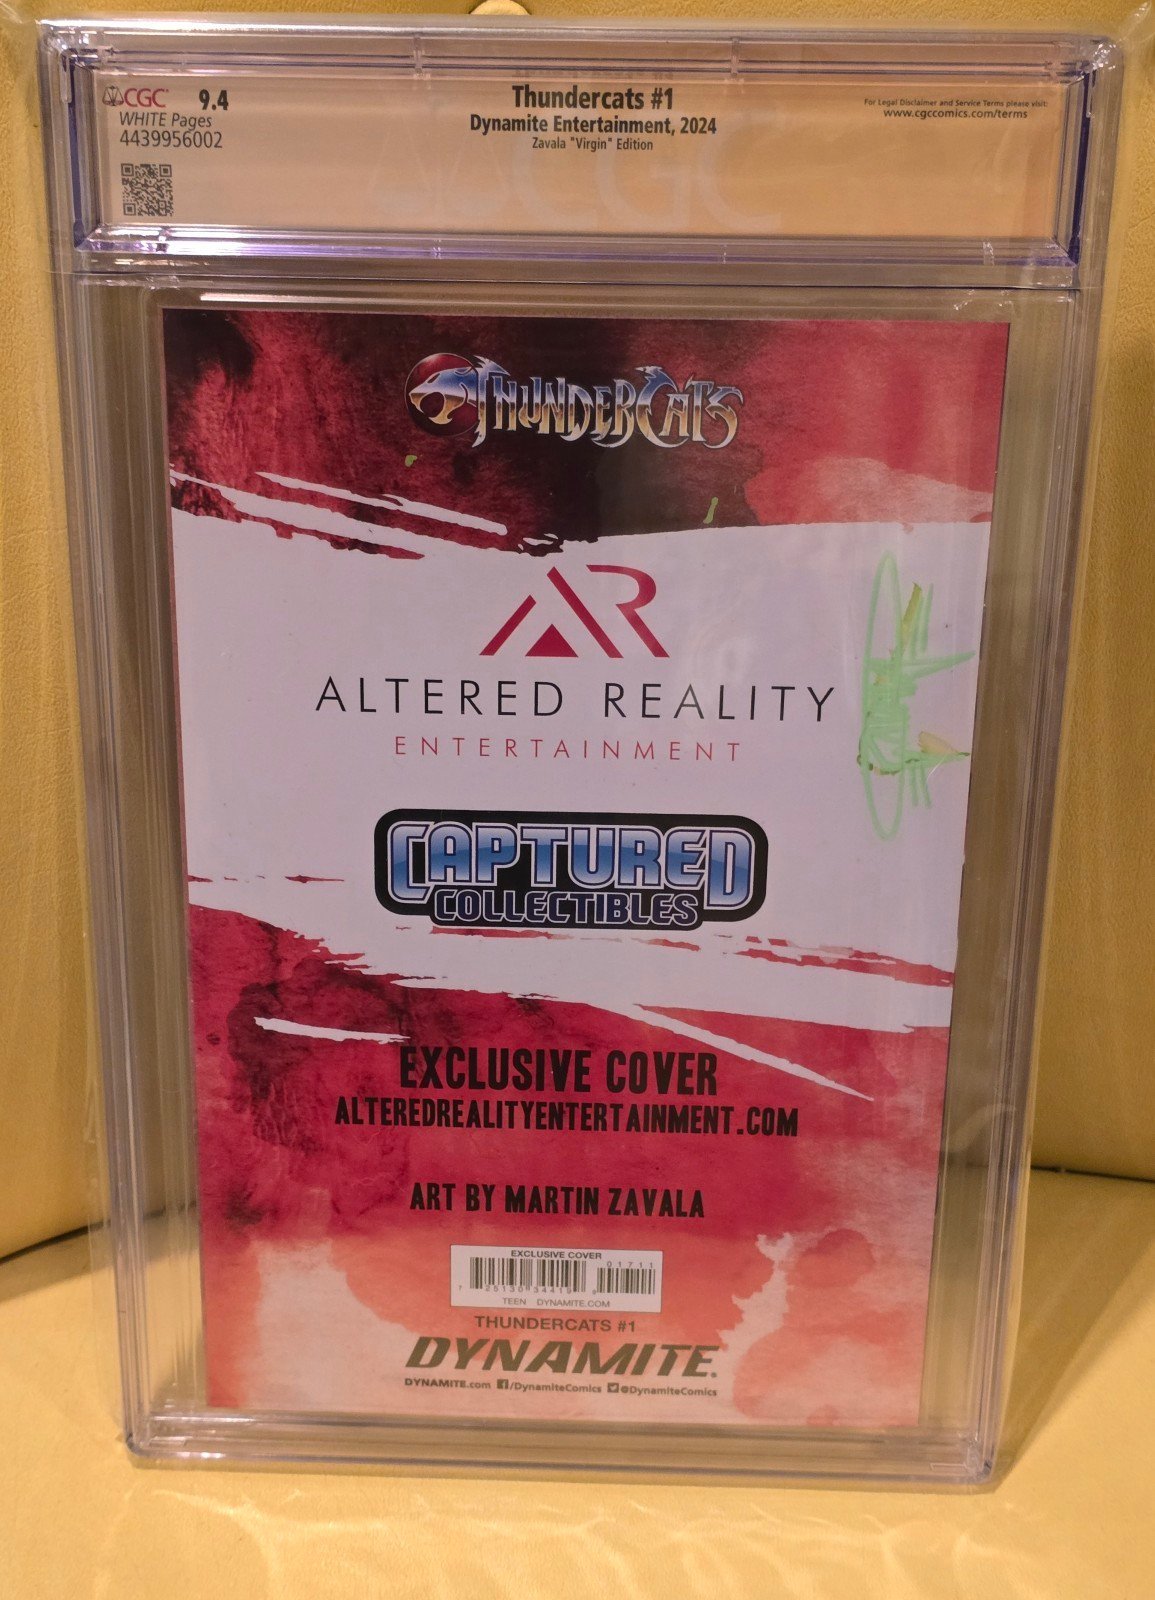 CGC 9.4
WHITE Pages
4439956002
Thundercats #1
Dynamite Entertainment, 2024
Zavala "Virgin" Edition
For Legal Disclaimer and Service Terms please visit:
www.cgccomics.com/terms
THUNDERCATS
AR
ALTERED REALITY
ENTERTAINMENT
CAPTURED
COLLECTIBLES
EXCLUSIVE COVER
ALTEREDREALITYENTERTAINMENT.COM
ART BY MARTIN ZAVALA
EXCLUSIVE COVER
01711
TEEN DYNAMITE.COM
THUNDERCATS #1
DYNAMITE.
DYNAMITE.com /DynamiteComics @DynamiteComics